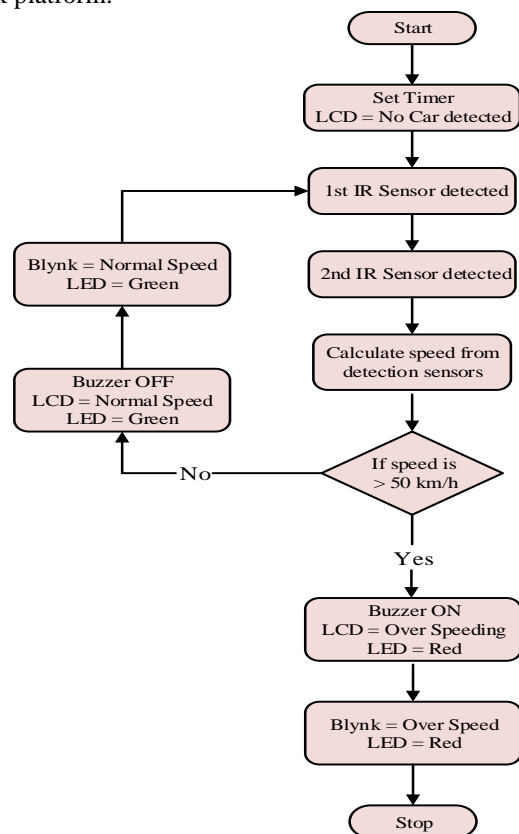 k platform.
Start
Set Timer
LCD = No Car detected
1st IR Sensor detected
2nd IR Sensor detected
Calculate speed from
detection sensors
If speed is
> 50 km/h
No
Buzzer OFF
LCD = Normal Speed
LED = Green
Blynk = Normal Speed
LED = Green
Yes
Buzzer ON
LCD = Over Speeding
LED = Red
Blynk = Over Speed
LED = Red
Stop